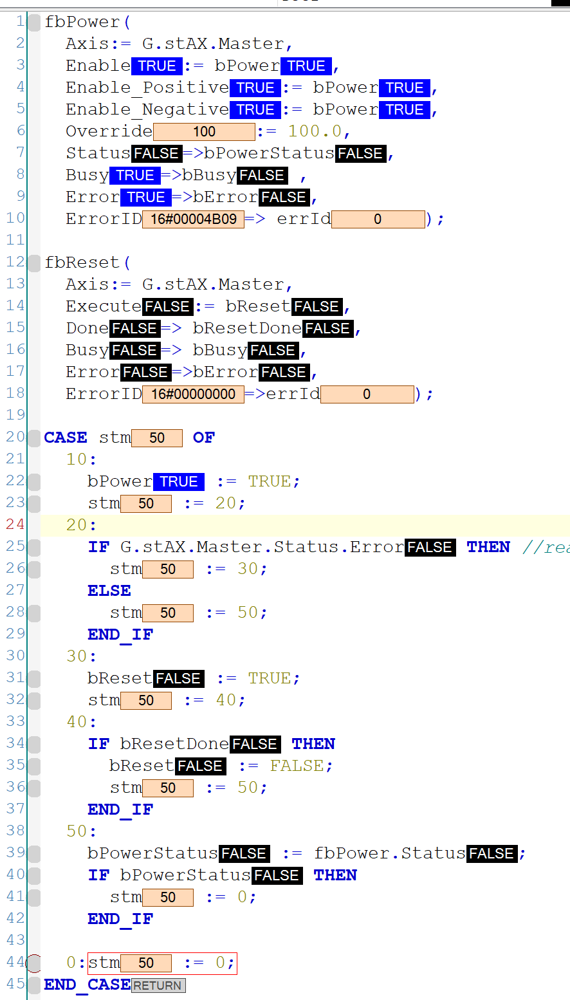 1 fbPower(
2 Axis:= G.stAX.Master,
3 Enable TRUE := bPower TRUE ,
4 Enable_Positive TRUE := bPower TRUE ,
5 Enable_Negative TRUE := bPower TRUE ,
6 Override 100 := 100.0,
7 Status FALSE =>bPowerStatus FALSE ,
8 Busy TRUE =>bBusy FALSE ,
9 Error TRUE =>bError FALSE ,
10 ErrorID 16#00004B09 => errId 0 );
11
12 fbReset(
13 Axis:= G.stAX.Master,
14 Execute FALSE := bReset FALSE ,
15 Done FALSE => bResetDone FALSE ,
16 Busy FALSE => bBusy FALSE ,
17 Error FALSE =>bError FALSE ,
18 ErrorID 16#00000000 =>errId 0 );
19
20 CASE stm 50 OF
21 10:
22 bPower TRUE := TRUE;
23 stm 50 := 20;
24 20:
25 IF G.stAX.Master.Status.Error FALSE THEN //rea
26 stm 50 := 30;
27 ELSE
28 stm 50 := 50;
29 END_IF
30 30:
31 bReset FALSE := TRUE;
32 stm 50 := 40;
33 40:
34 IF bResetDone FALSE THEN
35 bReset FALSE := FALSE;
36 stm 50 := 50;
37 END_IF
38 50:
39 bPowerStatus FALSE := fbPower.Status FALSE ;
40 IF bPowerStatus FALSE THEN
41 stm 50 := 0;
42 END_IF
43
44 0:stm 50 := 0;
45 END_CASE RETURN